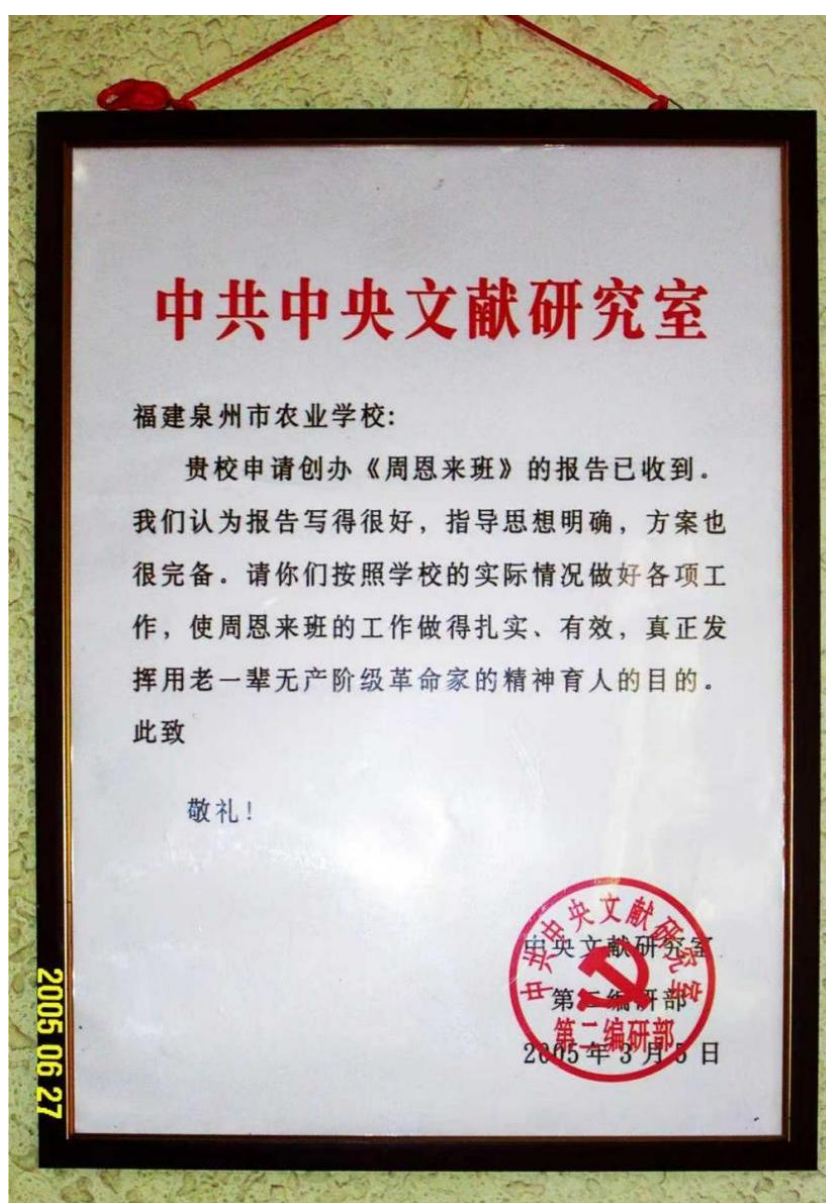 中共中央文献研究室
福建泉州市农业学校:
贵校申请创办《周恩来班》的报告已收到.
我们认为报告写得很好,指导思想明确,方案也
很完备.请你们按照学校的实际情况做好各项工
作,使周恩来班的工作做得扎实、有效,真正发
挥用老一辈无产阶级革命家的精神育人的目的.
此致
敬礼!
中共中央文献研究室
第二编研部
中央文献研究室
第二编研部
2005年3月5日
2005 06 27